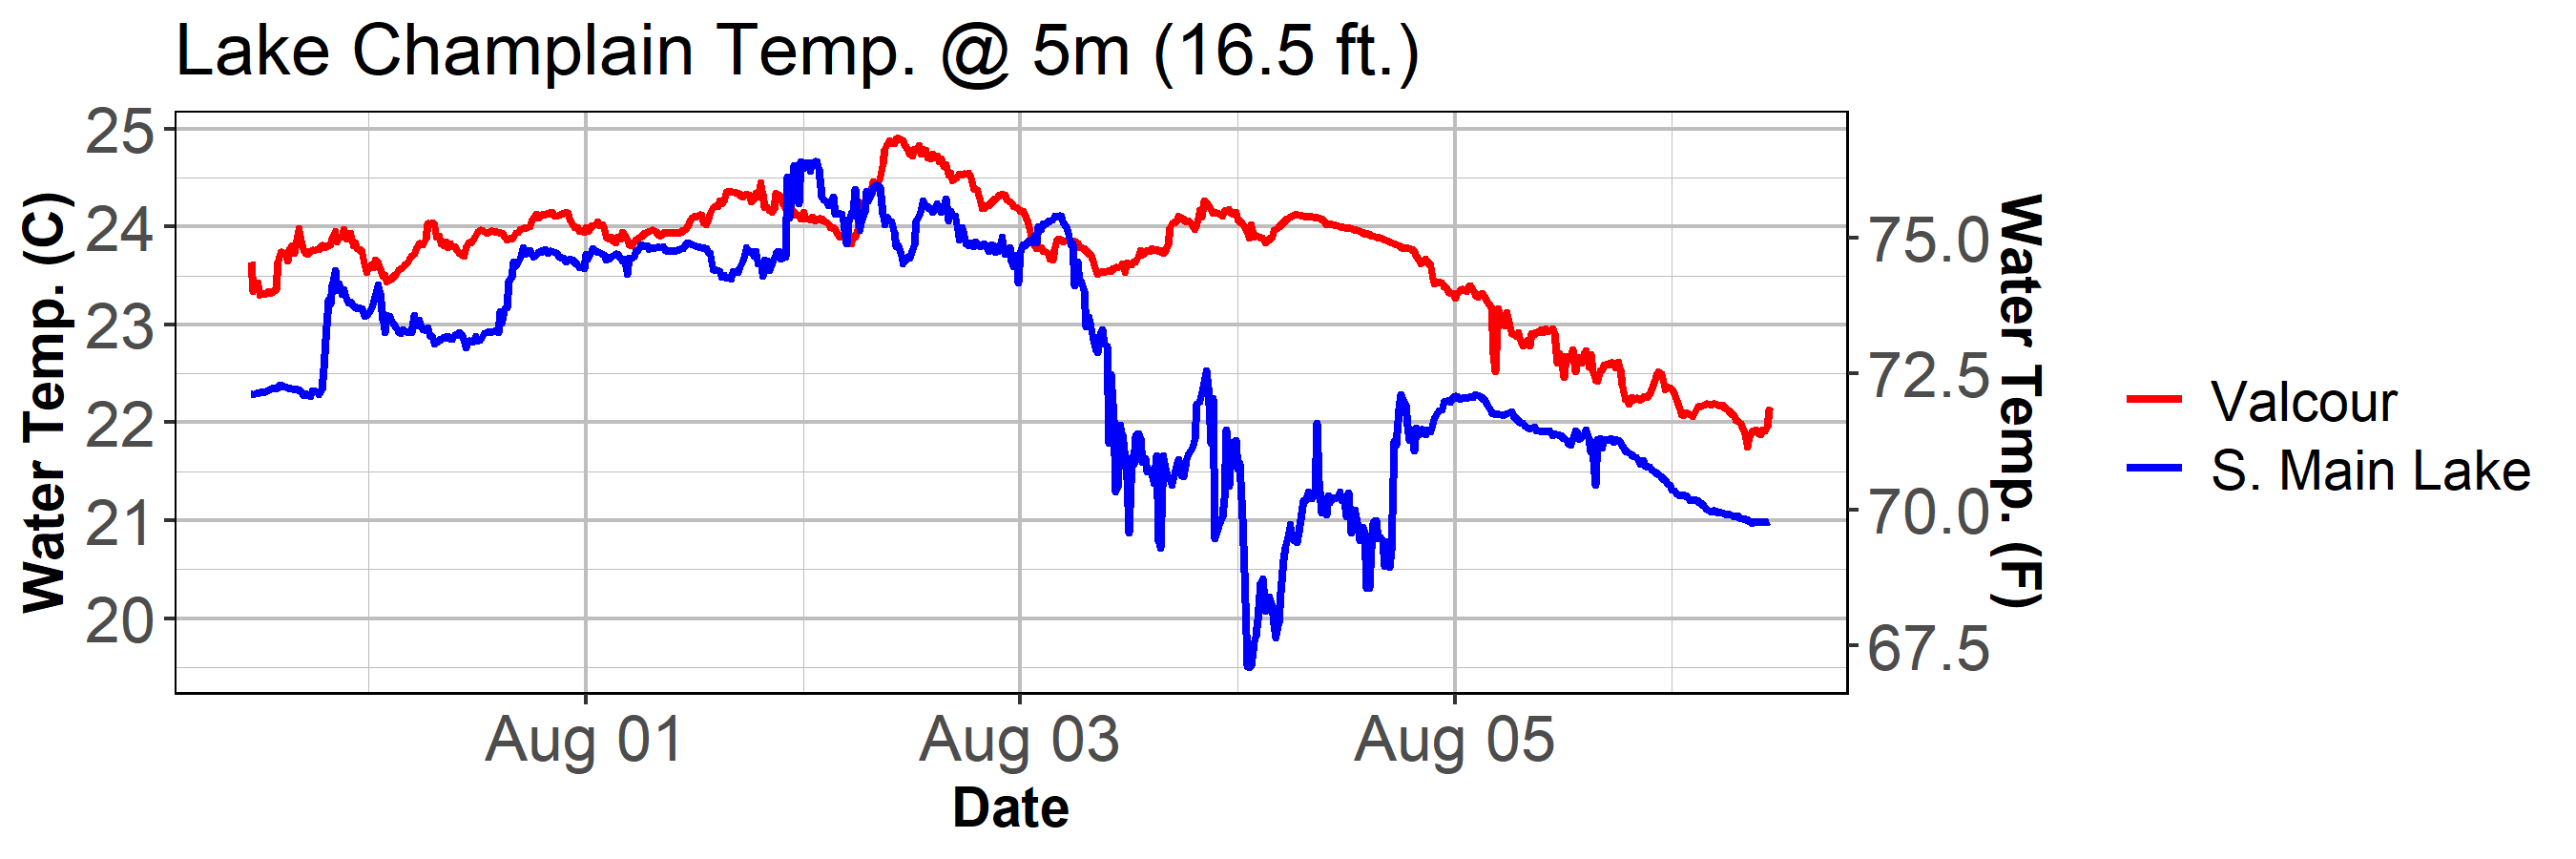 Lake Champlain Temp. @ 5m (16.5 ft.)
Water Temp. (C)
25
24
23
22
21
20
75.0
72.5
70.0
67.5
Water Temp. (F)
Aug 01
Aug 03
Aug 05
Date
Valcour
S. Main Lake